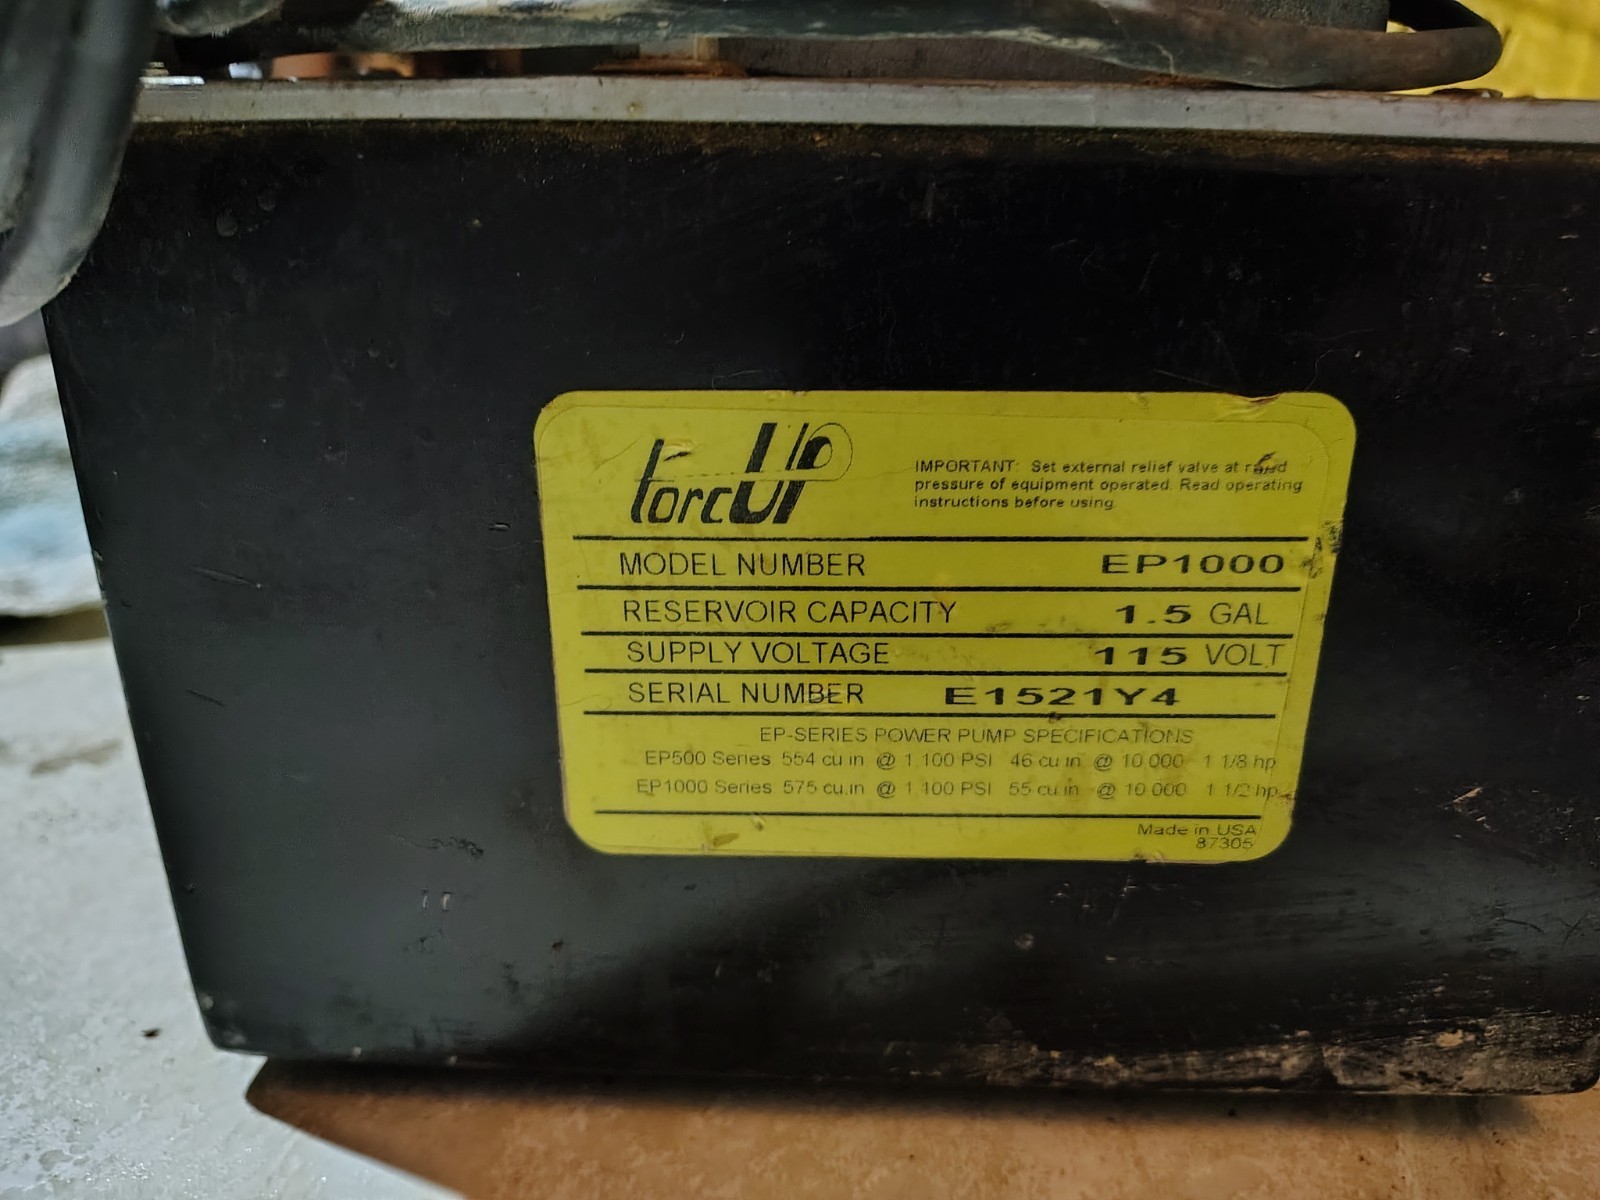 TorcUP
IMPORTANT: Set external relief valve at rated
pressure of equipment operated. Read operating
instructions before using.
MODEL NUMBER EP1000
RESERVOIR CAPACITY 1.5 GAL
SUPPLY VOLTAGE 115 VOLT
SERIAL NUMBER E1521Y4
EP-SERIES POWER PUMP SPECIFICATIONS
EP500 Series 554 cu in @ 1,100 PSI 46 cu in @ 10 000 1 1/8 hp
EP1000 Series 575 cu.in @ 1 100 PSI 55 cu.in @ 10 000 1 1/2 hp
Made in USA
87305